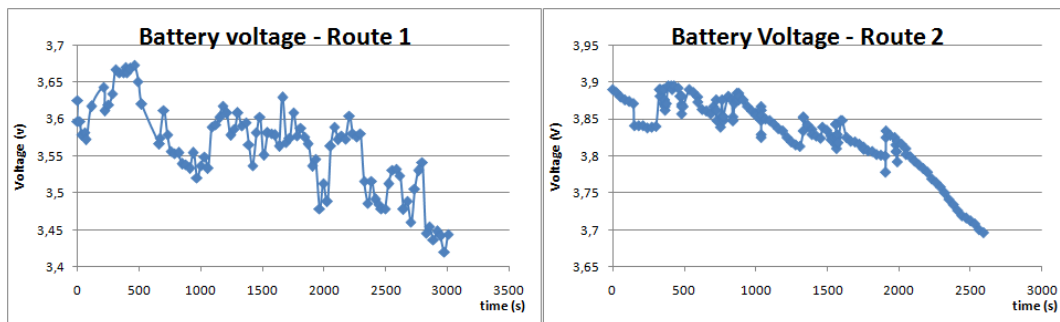 Battery voltage - Route 1
3,7
3,65
3,6
3,55
3,5
3,45
3,4
Voltage (v)
0 500 1000 1500 2000 2500 3000 3500
time (s)
Battery Voltage - Route 2
3,95
3,9
3,85
3,8
3,75
3,7
3,65
Voltage (V)
0 500 1000 1500 2000 2500 3000
time (s)